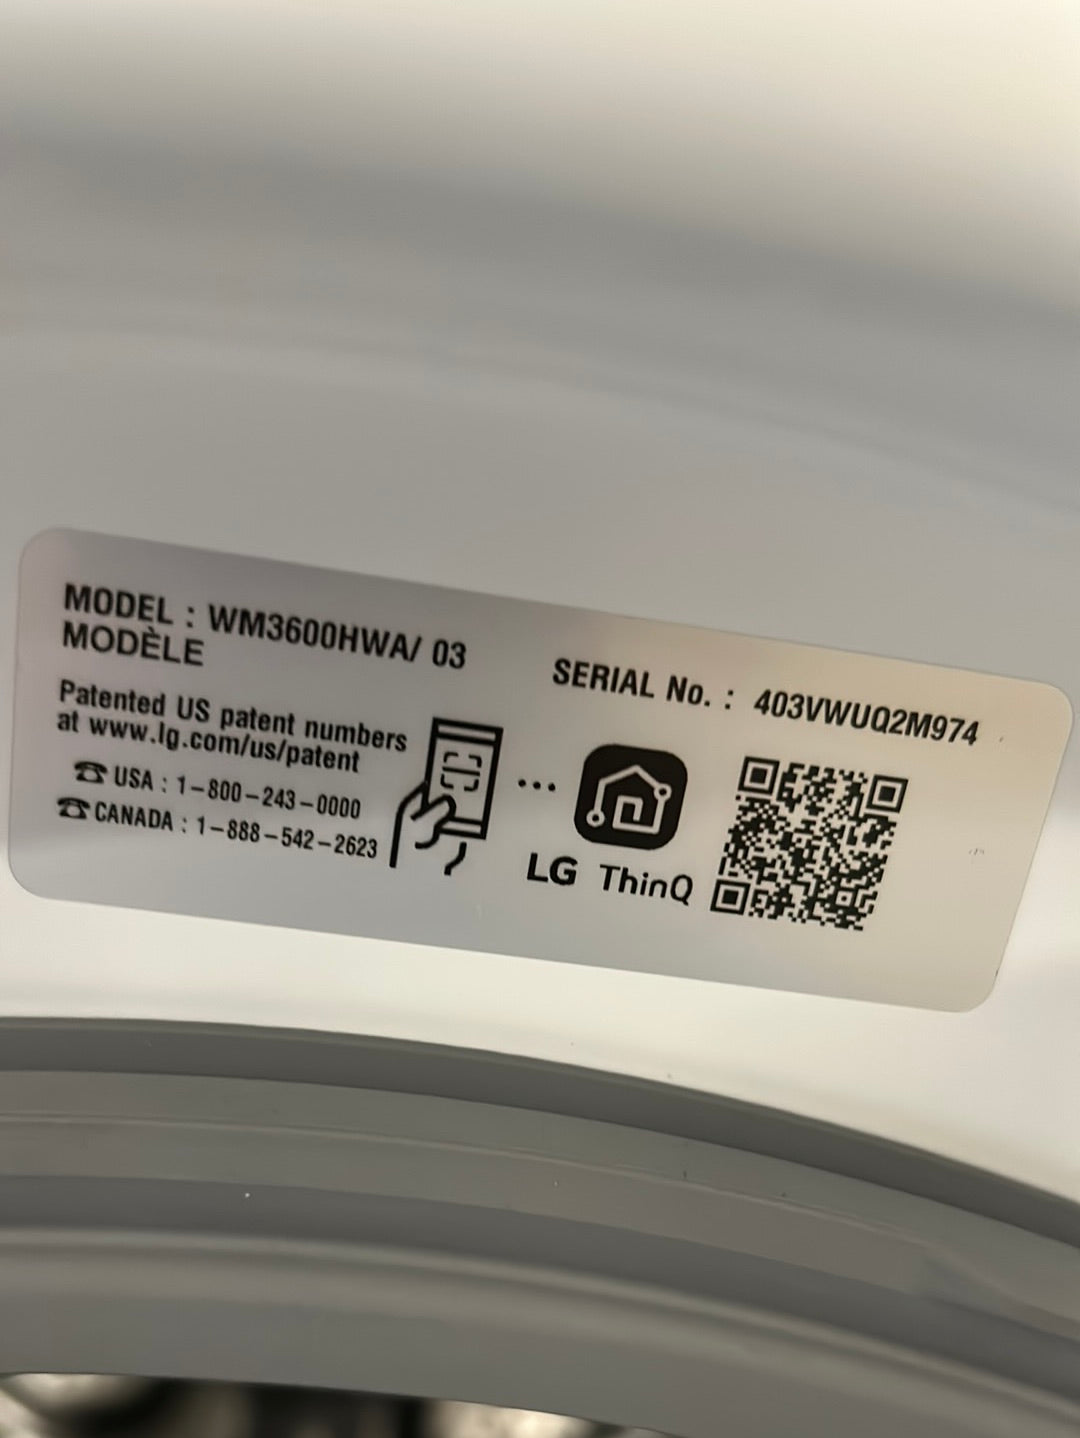 MODEL : WM3600HWA/ 03
MODÈLE
SERIAL No. : 403VWUQ2M974
Patented US patent numbers
at www.lg.com/us/patent
☎ USA : 1-800-243-0000
☎ CANADA : 1-888-542-2623
LG ThinQ